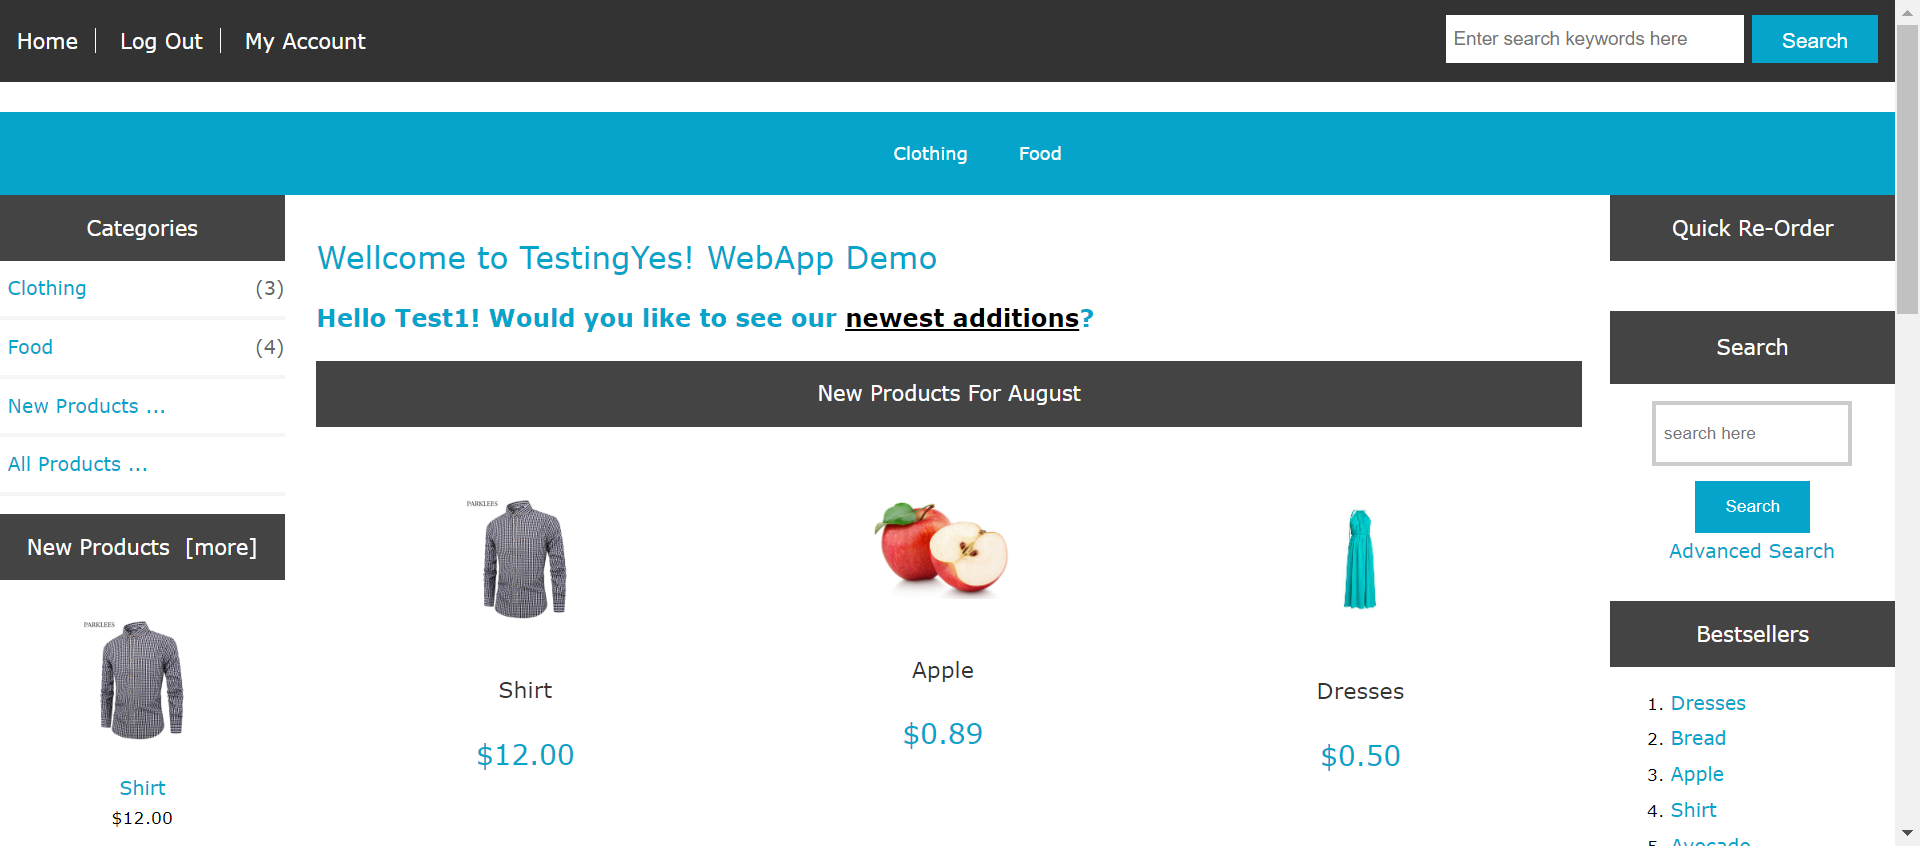 Home
Log Out
My Account
Enter search keywords here
Search
Clothing
Food
Categories
Clothing (3)
Food (4)
New Products ...
All Products ...
New Products [more]
PARKLEES
Shirt
$12.00
Wellcome to TestingYes! WebApp Demo
Hello Test1! Would you like to see our newest additions?
New Products For August
PARKLEES
Shirt
$12.00
Apple
$0.89
Dresses
$0.50
Quick Re-Order
Search
search here
Search
Advanced Search
Bestsellers
1. Dresses
2. Bread
3. Apple
4. Shirt
5. Avocado